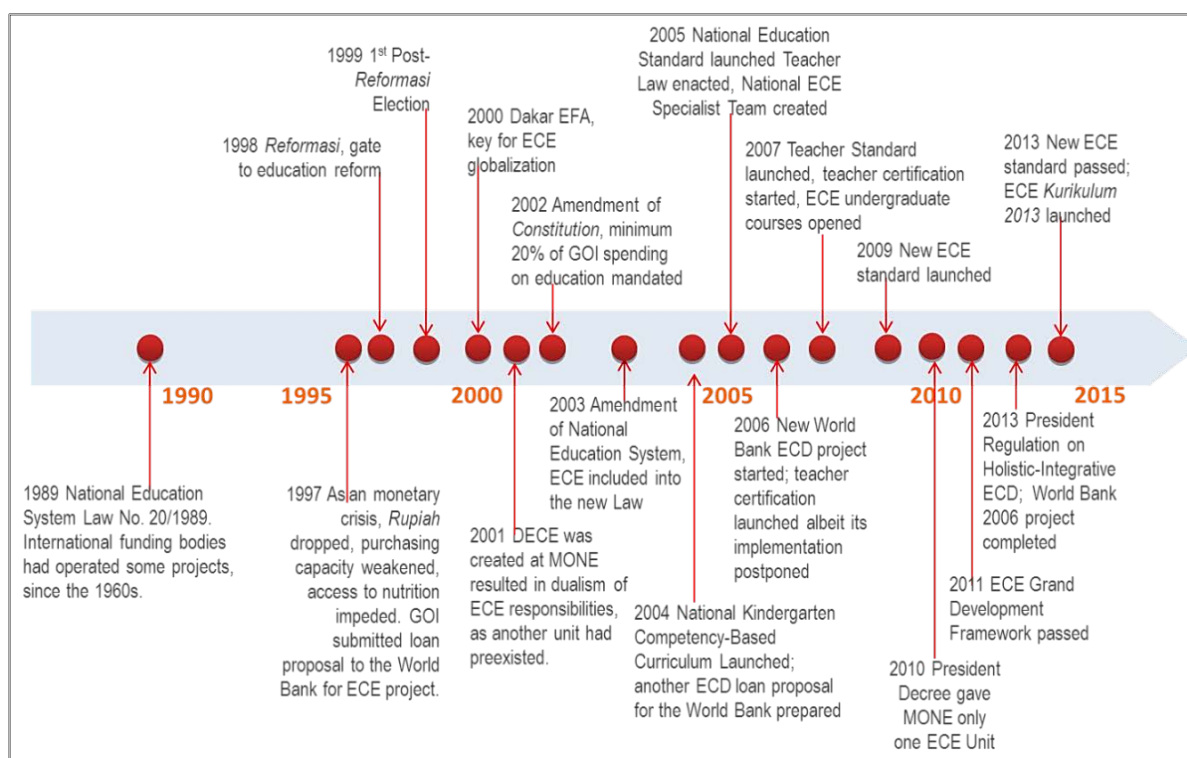 1999 1st Post-
Reformasi
Election
1998 Reformasi, gate
to education reform
2000 Dakar EFA,
key for ECE
globalization
2002 Amendment of
Constitution, minimum
20% of GOI spending
on education mandated
2005 National Education
Standard launched Teacher
Law enacted, National ECE
Specialist Team created
2007 Teacher Standard
launched, teacher certification
started, ECE undergraduate
courses opened
2009 New ECE
standard launched
2013 New ECE
standard passed;
ECE Kurikulum
2013 launched
1990
1995
2000
2005
2010
2015
1989 National Education
System Law No. 20/1989.
International funding bodies
had operated some projects,
since the 1960s.
1997 Asian monetary
crisis, Rupiah
dropped, purchasing
capacity weakened,
access to nutrition
impeded. GOI
submitted loan
proposal to the World
Bank for ECE project.
2001 DECE was
created at MONE
resulted in dualism of
ECE responsibilities,
as another unit had
preexisted.
2003 Amendment
of National
Education System,
ECE included into
the new Law
2004 National Kindergarten
Competency-Based
Curriculum Launched;
another ECD loan proposal
for the World Bank prepared
2006 New World
Bank ECD project
started; teacher
certification
launched albeit its
implementation
postponed
2010 President
Decree gave
MONE only
one ECE Unit
2011 ECE Grand
Development
Framework passed
2013 President
Regulation on
Holistic-Integrative
ECD; World Bank
2006 project
completed